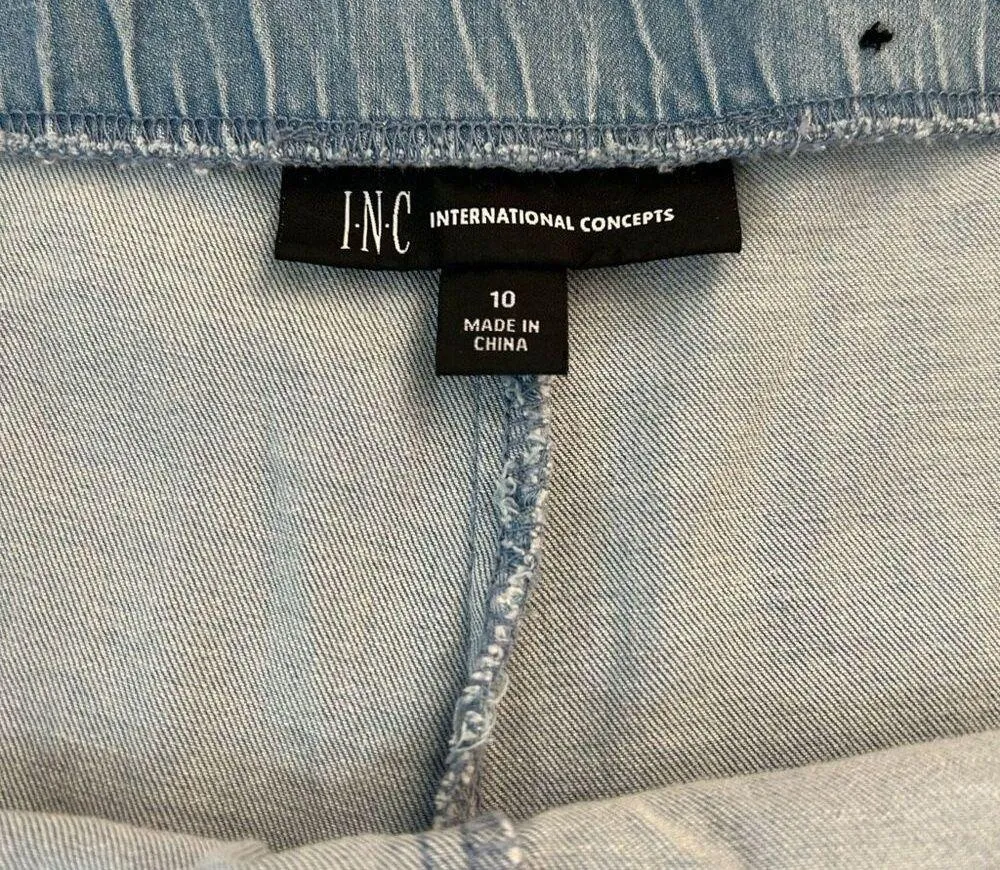 I·N·C INTERNATIONAL CONCEPTS
10
MADE IN
CHINA